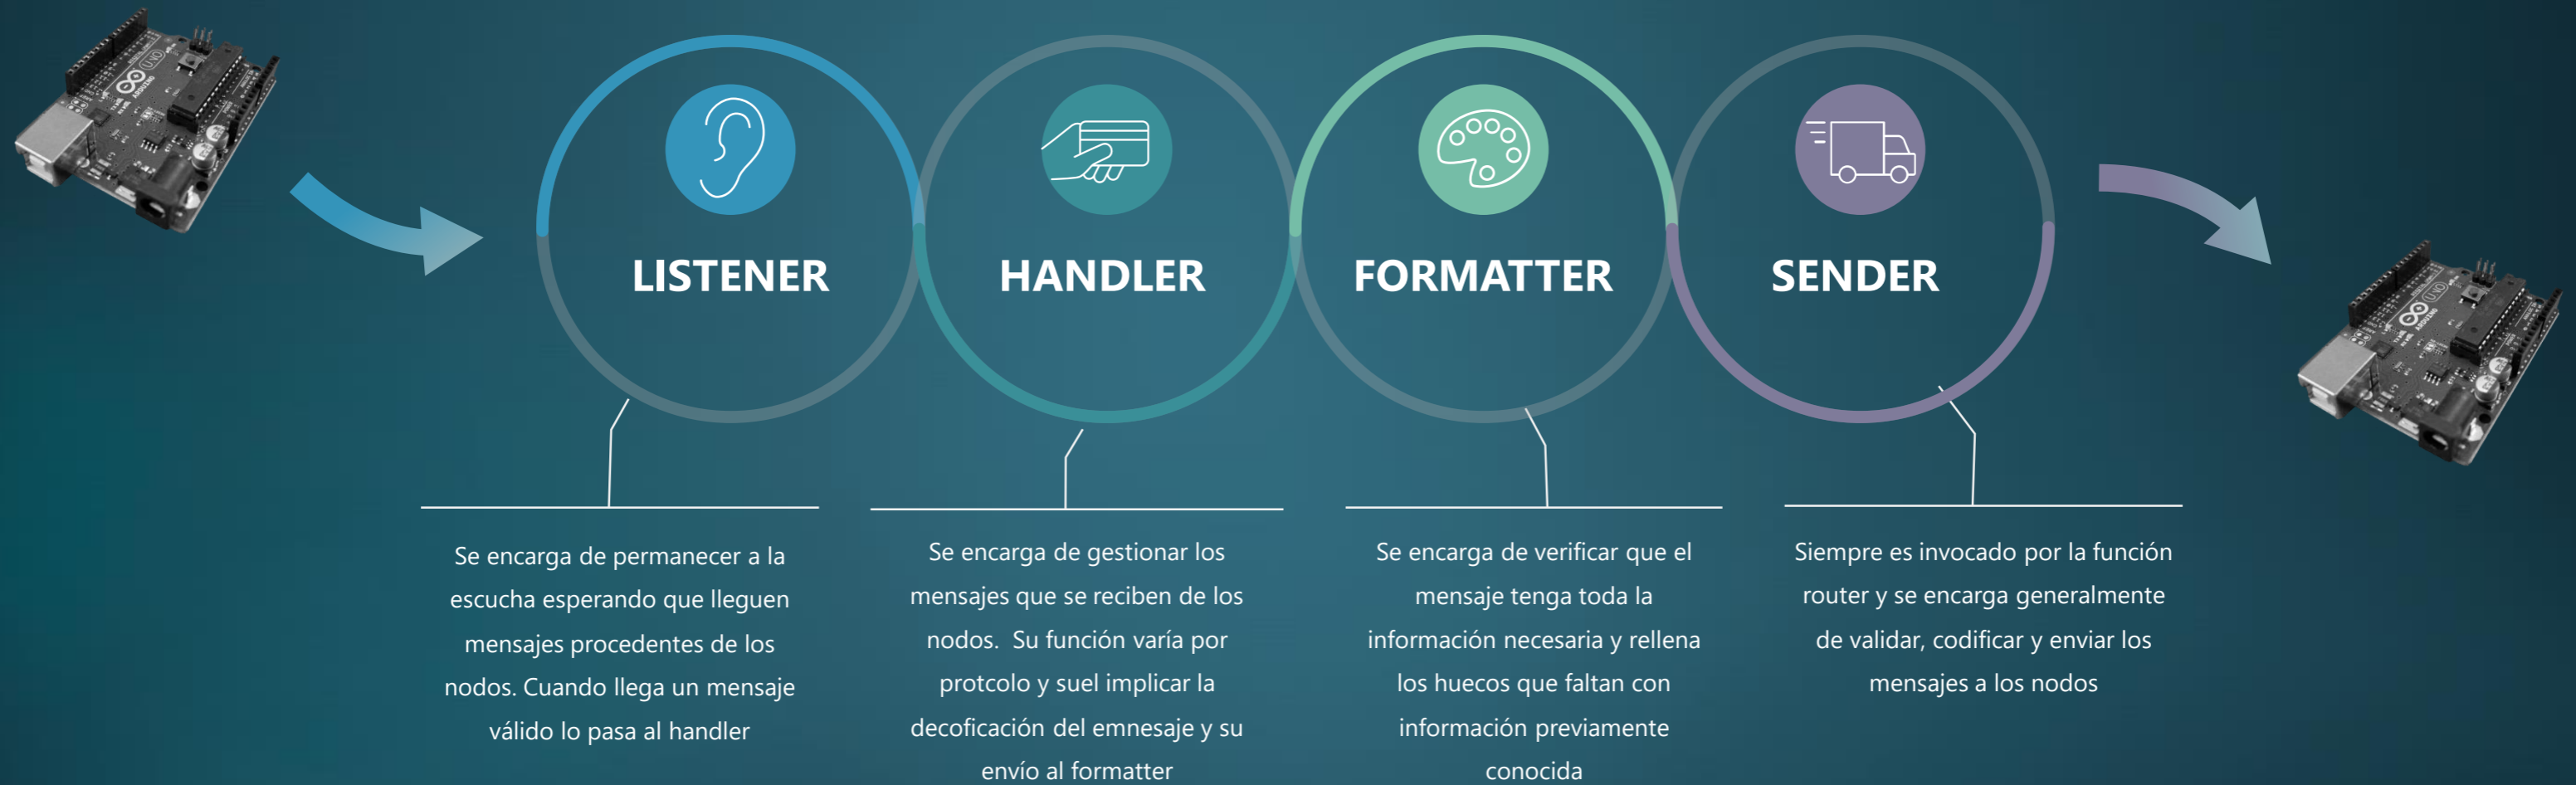 UNO
ARDUINO
LISTENER
HANDLER
FORMATTER
SENDER
UNO
ARDUINO
Se encarga de permanecer a la
escucha esperando que lleguen
mensajes procedentes de los
nodos. Cuando llega un mensaje
válido lo pasa al handler
Se encarga de gestionar los
mensajes que se reciben de los
nodos. Su función varía por
protcolo y suel implicar la
decoficación del emnesaje y su
envío al formatter
Se encarga de verificar que el
mensaje tenga toda la
información necesaria y rellena
los huecos que faltan con
información previamente
conocida
Siempre es invocado por la función
router y se encarga generalmente
de validar, codificar y enviar los
mensajes a los nodos